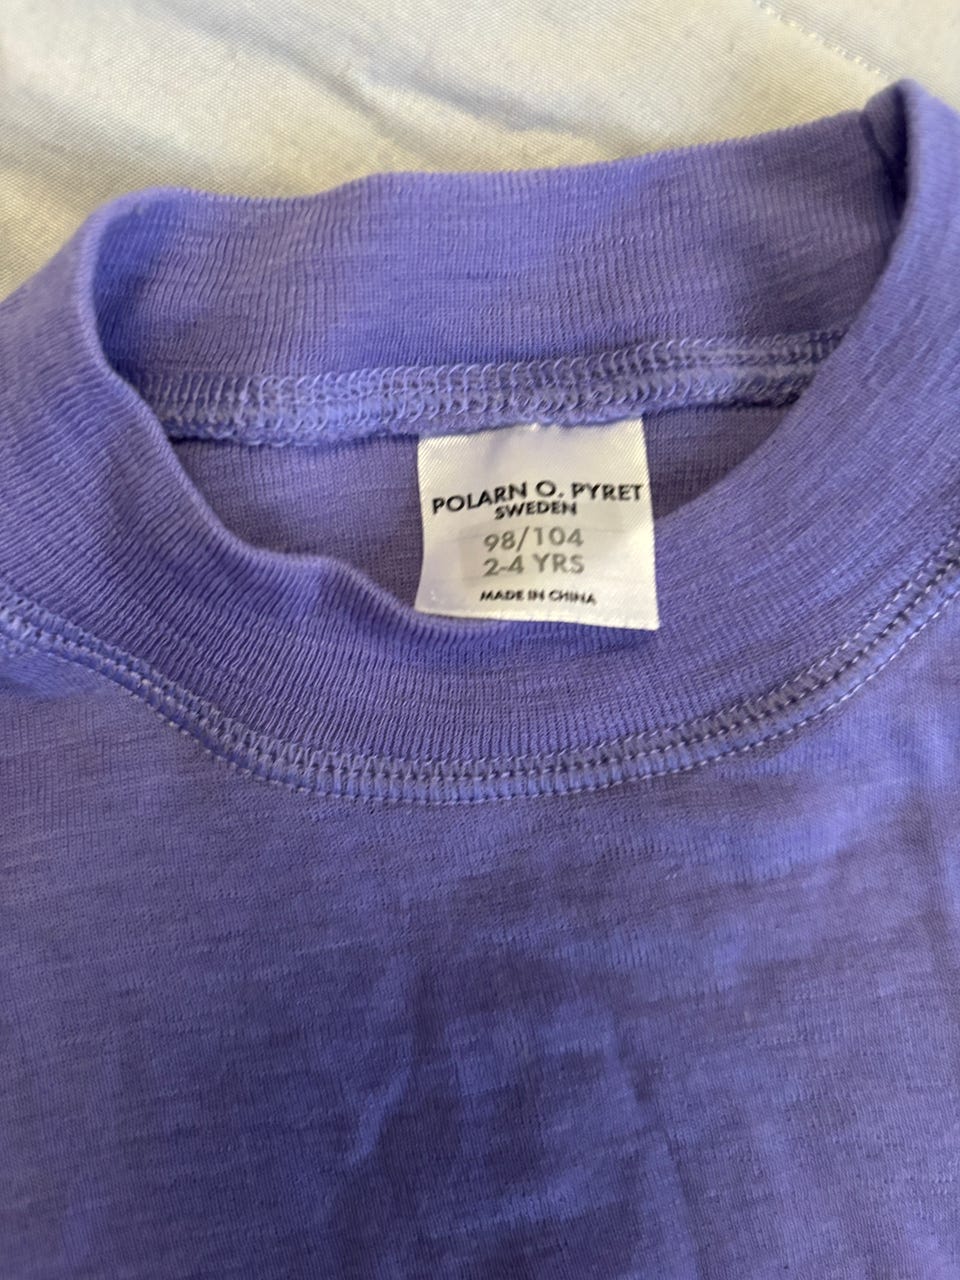 POLARN O. PYRET
SWEDEN
98/104
2-4 YRS
MADE IN CHINA